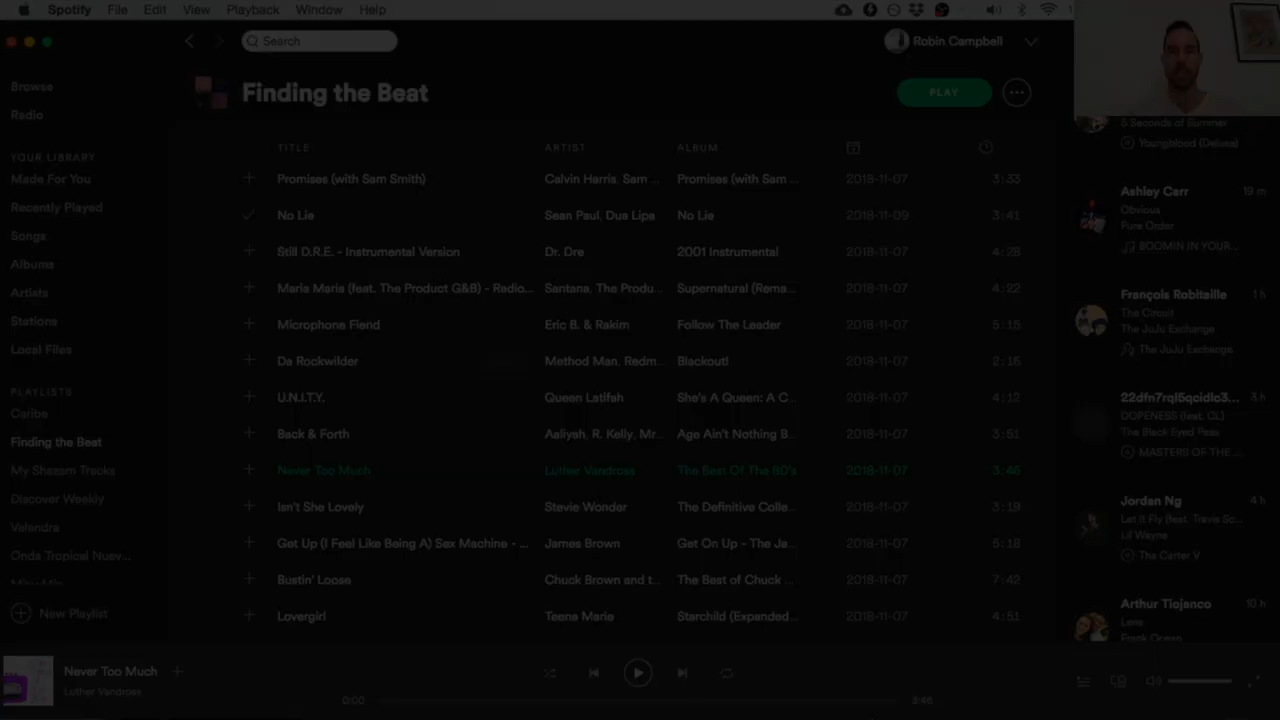 Spotify File Edit View Playback Window Help
Search
Robin Campbell
Finding the Beat
PLAY
Browse
Radio
YOUR LIBRARY
Made For You
Recently Played
Songs
Albums
Artists
Stations
Local Files
PLAYLISTS
Caribe
Finding the Beat
My Shazam Tracks
Discover Weekly
Valendra
Onda Tropical Nuev...
New Playlist
TITLE ARTIST ALBUM
Promises (with Sam Smith) Calvin Harris, Sam ... Promises (with Sam ... 2018-11-07 3:33
No Lie Sean Paul, Dua Lipa No Lie 2018-11-09 3:41
Still D.R.E. - Instrumental Version Dr. Dre 2001 Instrumental 2018-11-07 4:28
Maria Maria (feat. The Product G&B) - Radio... Santana, The Produ... Supernatural (Rema... 2018-11-07 4:22
Microphone Fiend Eric B. & Rakim Follow The Leader 2018-11-07 5:15
Da Rockwilder Method Man, Redm... Blackout! 2018-11-07 2:16
U.N.I.T.Y. Queen Latifah She's A Queen: A C... 2018-11-07 4:12
Back & Forth Aaliyah, R. Kelly, Mr... Age Ain't Nothing B... 2018-11-07 3:51
Never Too Much Luther Vandross The Best Of The 80's 2018-11-07 3:46
Isn't She Lovely Stevie Wonder The Definitive Colle... 2018-11-07 3:19
Get Up (I Feel Like Being A) Sex Machine - ... James Brown Get On Up - The Ja... 2018-11-07 5:18
Bustin' Loose Chuck Brown and t... The Best of Chuck ... 2018-11-07 7:42
Lovergirl Teena Marie Starchild (Expanded... 2018-11-07 4:51
5 Seconds of Summer
Youngblood (Deluxe)
Ashley Carr 19 m
Obvious
Pure Order
BOOMIN IN YOUR...
François Robitaille 1 h
The Circuit
The JuJu Exchange
The JuJu Exchange
22dfn7rql5qcidlc3... 3 h
DOPENESS (feat. CL)
The Black Eyed Peas
MASTERS OF THE ...
Jordan Ng 4 h
Let It Fly (feat. Travis Sc...
Lil Wayne
Tha Carter V
Arthur Tiojanco 10 h
Lens
Frank Ocean
Never Too Much
Luther Vandross
0:00 3:46